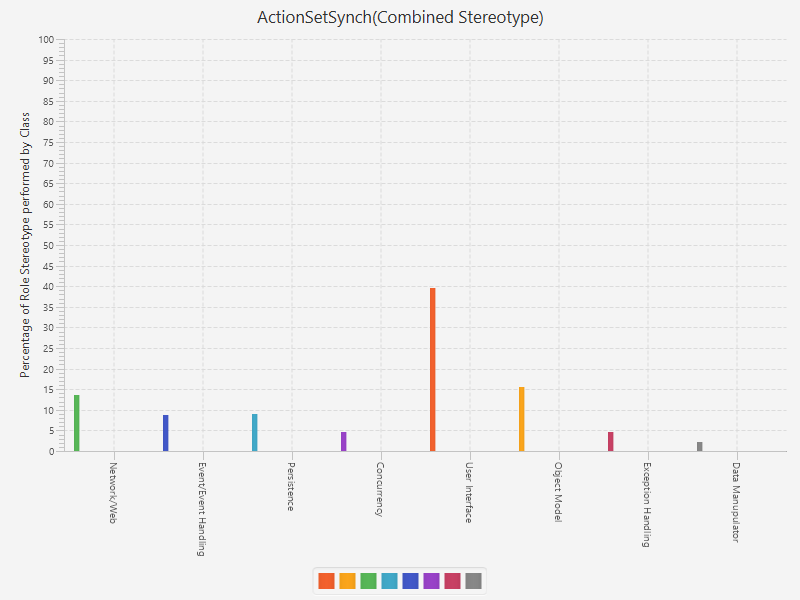 ActionSetSynch(Combined Stereotype)
Percentage of Role Stereotype performed by Class
100
95
90
85
80
75
70
65
60
55
50
45
40
35
30
25
20
15
10
5
0
Network/Web
Event/Event Handling
Persistence
Concurrency
User Interface
Object Model
Exception Handling
Data Manupulator